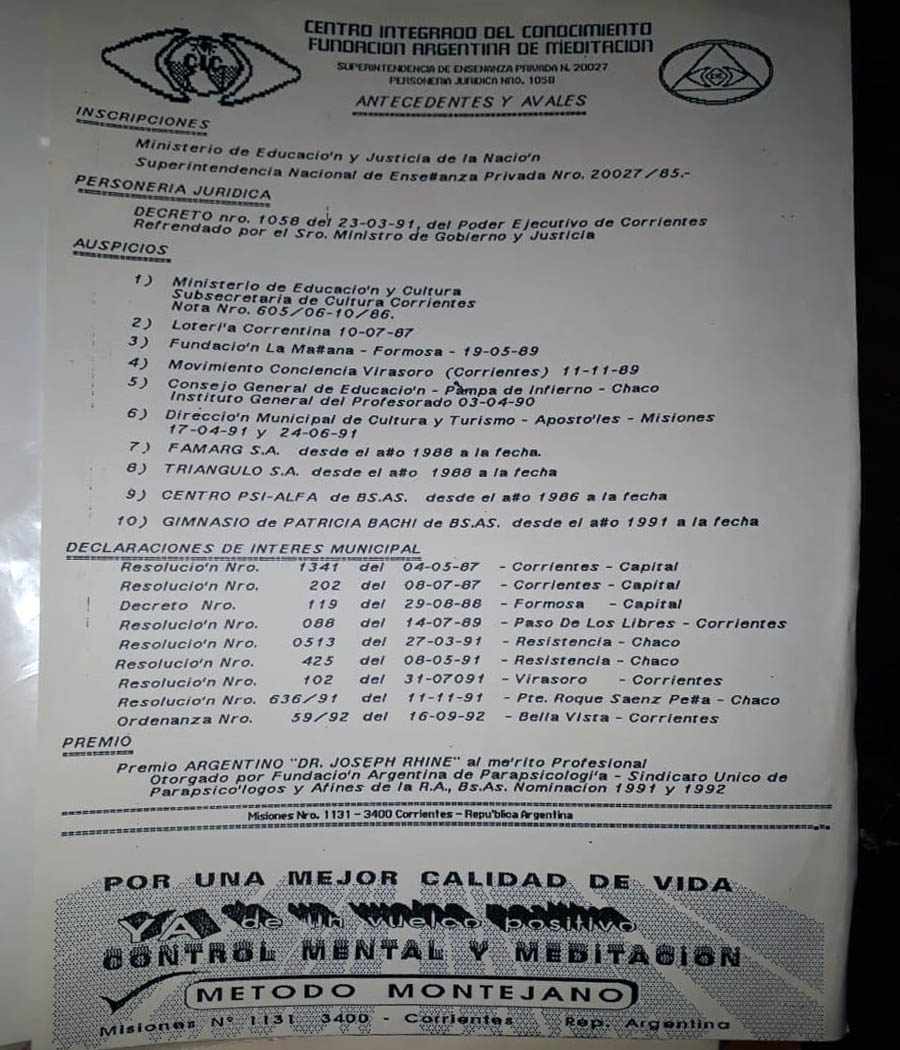 CIC
CENTRO INTEGRADO DEL CONOCIMIENTO
FUNDACION ARGENTINA DE MEDITACION
SUPERINTENDENCIA DE ENSENANZA PRIVADA N. 20027
PERSONERIA JURIDICA NRO. 1058
ANTECEDENTES Y AVALES
INSCRIPCIONES
Ministerio de Educacio'n y Justicia de la Nacio'n
Superintendencia Nacional de Ense#anza Privada Nro. 20027/85.-
PERSONERIA JURIDICA
DECRETO nro. 1058 del 23-03-91, del Poder Ejecutivo de Corrientes
Refrendado por el Sro. Ministro de Gobierno y Justicia
AUSPICIOS
1) Ministerio de Educacio'n y Cultura
Subsecretaria de Cultura Corrientes
Nota Nro. 605/06-10/86.
2) Loteri'a Correntina 10-07-87
3) Fundacio'n La Ma#ana - Formosa - 19-05-89
4) Movimiento Conciencia Virasoro (Corrientes) 11-11-89
5) Consejo General de Educacio'n - Pampa de Infierno - Chaco
Instituto General del Profesorado 03-04-90
6) Direccio'n Municipal de Cultura y Turismo - Aposto'les - Misiones
17-04-91 y 24-06-91
7) FAMARG S.A. desde el a#o 1988 a la fecha.
8) TRIANGULO S.A. desde el a#o 1988 a la fecha
9) CENTRO PSI-ALFA de BS.AS. desde el a#o 1986 a la fecha
10) GIMNASIO de PATRICIA BACHI de BS.AS. desde el a#o 1991 a la fecha
DECLARACIONES DE INTERES MUNICIPAL
Resolucio'n Nro. 1341 del 04-05-87 - Corrientes - Capital
Resolucio'n Nro. 202 del 08-07-87 - Corrientes - Capital
Decreto Nro. 119 del 29-08-88 - Formosa - Capital
Resolucio'n Nro. 088 del 14-07-89 - Paso De Los Libres - Corrientes
Resolucio'n Nro. 0513 del 27-03-91 - Resistencia - Chaco
Resolucio'n Nro. 425 del 08-05-91 - Resistencia - Chaco
Resolucio'n Nro. 102 del 31-07091 - Virasoro - Corrientes
Resolucio'n Nro. 636/91 del 11-11-91 - Pte. Roque Saenz Pe#a - Chaco
Ordenanza Nro. 59/92 del 16-09-92 - Bella Vista - Corrientes
PREMIO
Premio ARGENTINO "DR. JOSEPH RHINE" al me'rito Profesional
Otorgado por Fundacio'n Argentina de Parapsicologi'a - Sindicato Unico de
Parapsico'logos y Afines de la R.A., Bs.As. Nominacion 1991 y 1992
Misiones Nro. 1131 - 3400 Corrientes - Repu'blica Argentina
POR UNA MEJOR CALIDAD DE VIDA
YA de un vuelco positivo
CONTROL MENTAL Y MEDITACION
METODO MONTEJANO
Misiones Nº 1131 3400 - Corrientes Rep. Argentina